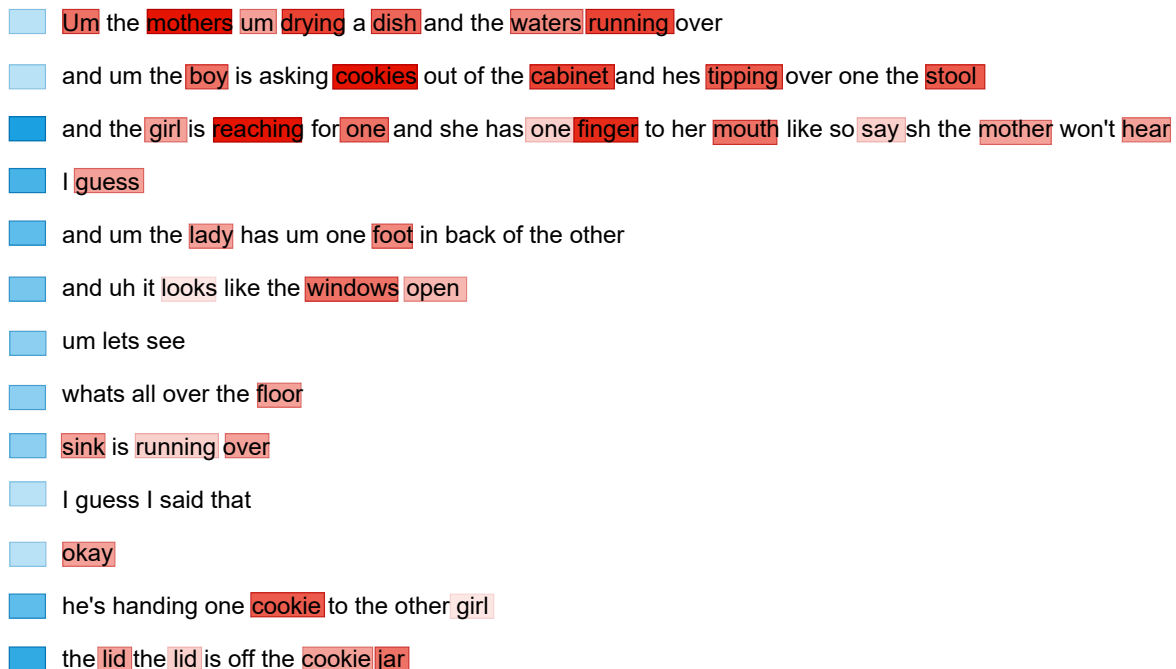 Um the mothers um drying a dish and the waters running over
and um the boy is asking cookies out of the cabinet and hes tipping over one the stool
and the girl is reaching for one and she has one finger to her mouth like so say sh the mother won't hear
I guess
and um the lady has um one foot in back of the other
and uh it looks like the windows open
um lets see
whats all over the floor
sink is running over
I guess I said that
okay
he's handing one cookie to the other girl
the lid the lid is off the cookie jar